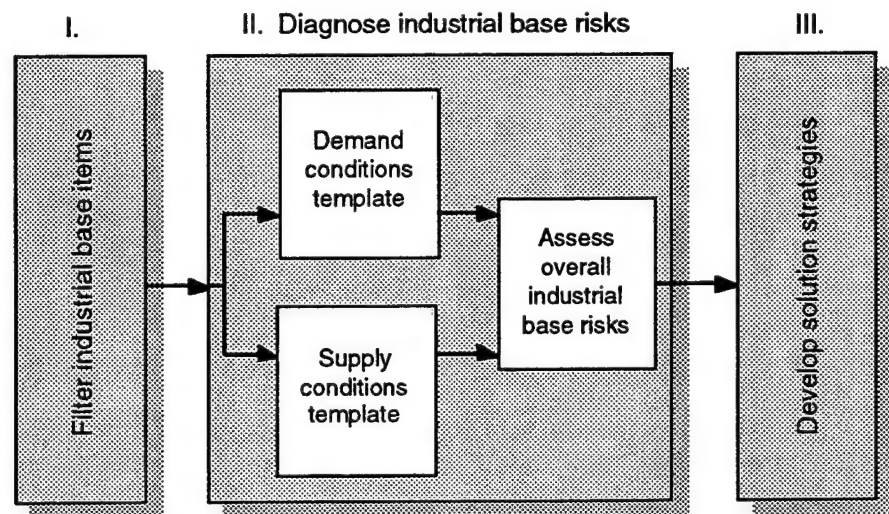 I.
II. Diagnose industrial base risks
III.
Filter industrial base items
Demand
conditions
template
Supply
conditions
template
Assess
overall
industrial
base risks
Develop solution strategies